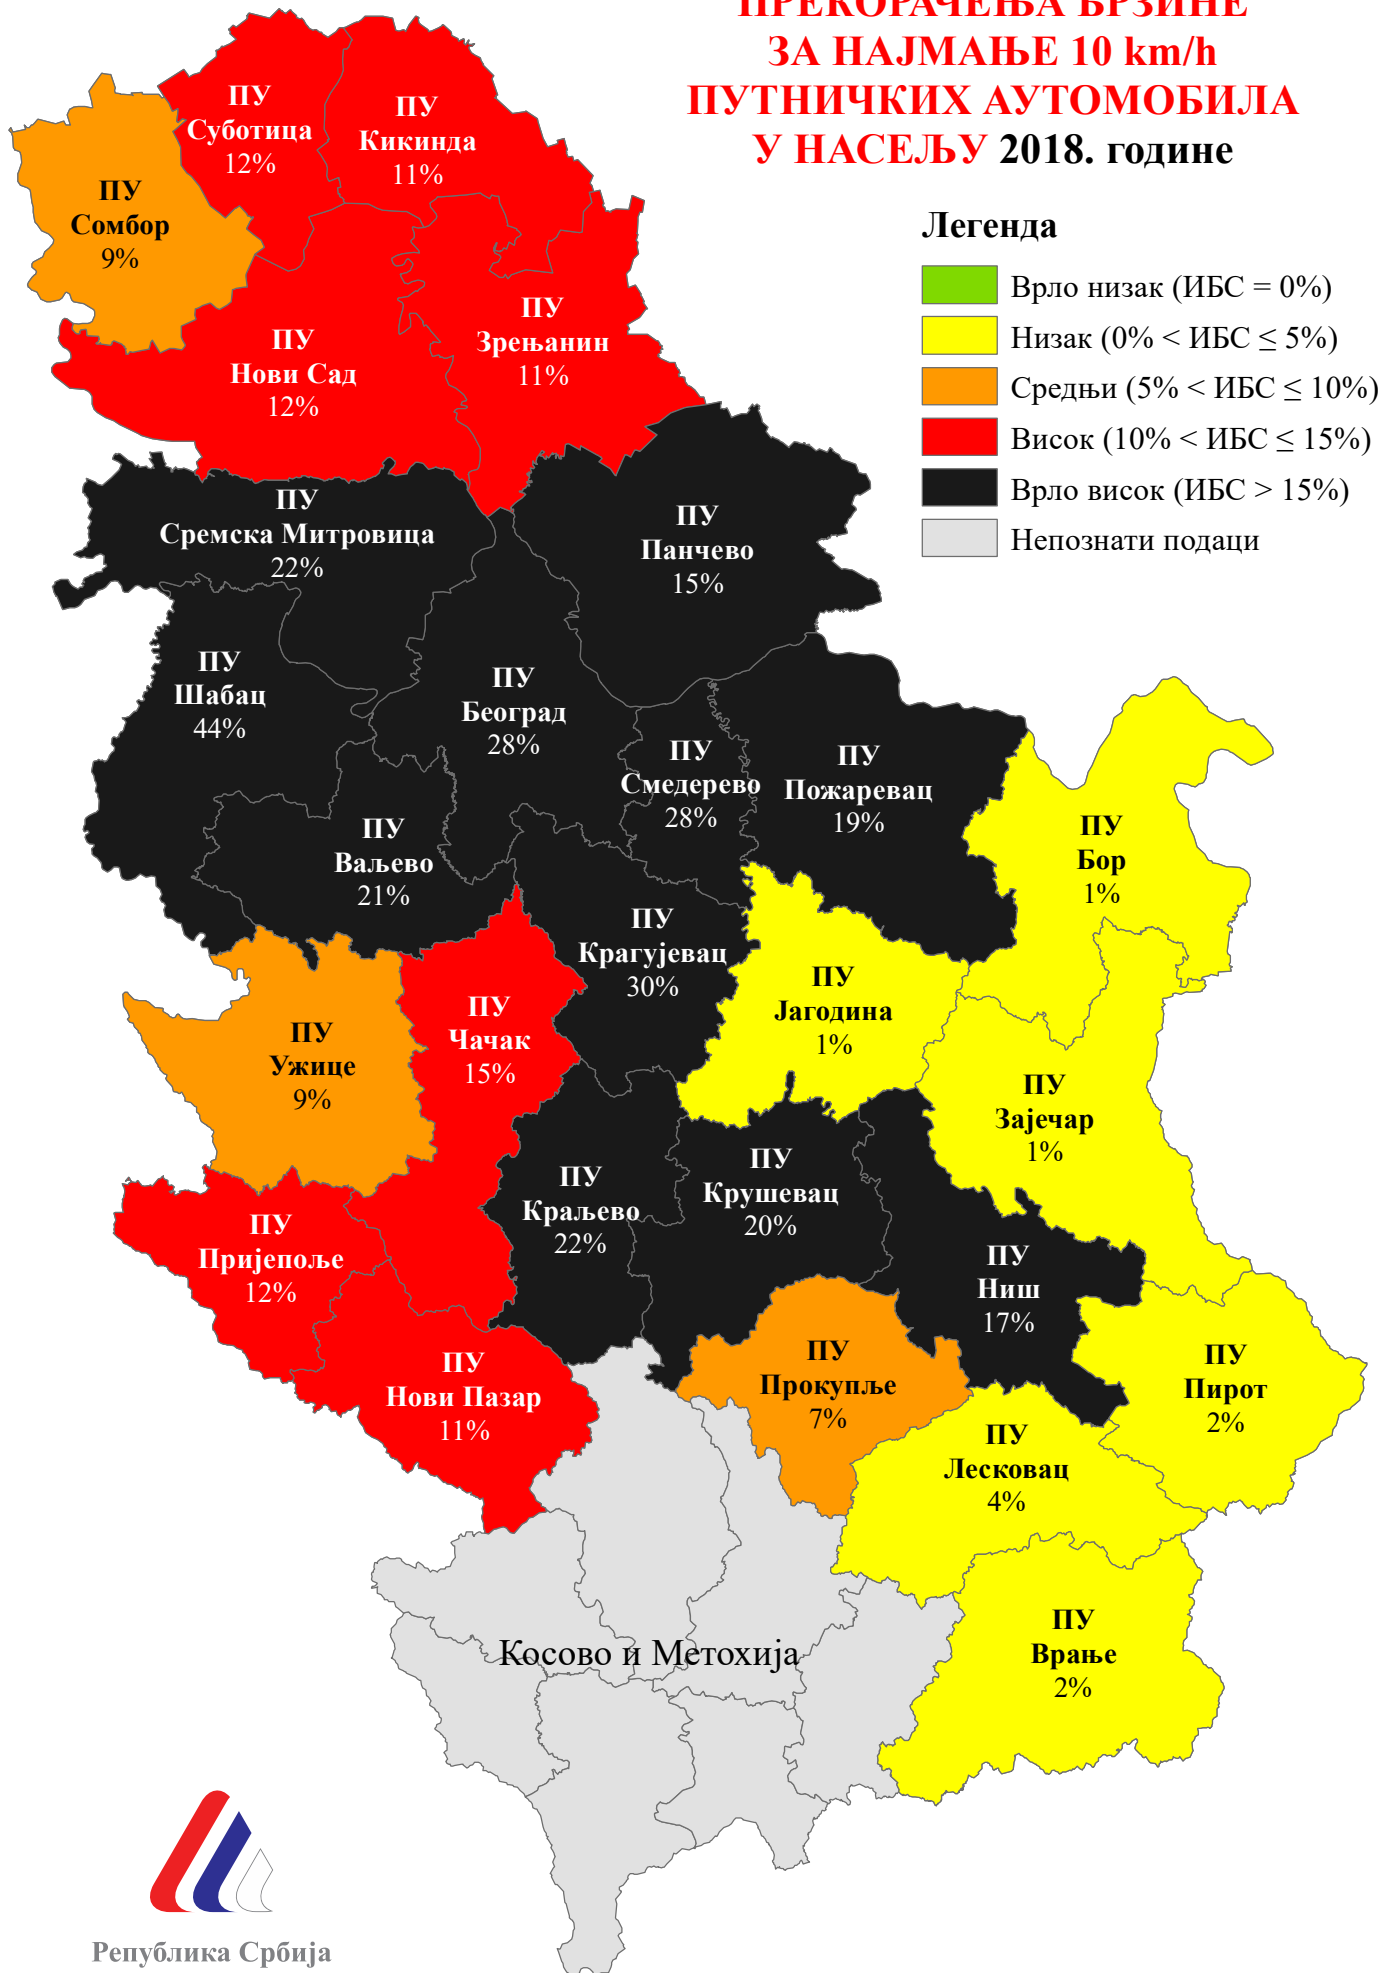 ПРЕКОРАЧЕЊА БРЗИНЕ
ЗА НАЈМАЊЕ 10 km/h
ПУТНИЧКИХ АУТОМОБИЛА
У НАСЕЉУ 2018. године
Легенда
Врло низак (ИБС = 0%)
Низак (0% < ИБС ≤ 5%)
Средњи (5% < ИБС ≤ 10%)
Висок (10% < ИБС ≤ 15%)
Врло висок (ИБС > 15%)
Непознати подаци
ПУ
Суботица
12%
ПУ
Кикинда
11%
ПУ
Сомбор
9%
ПУ
Зрењанин
11%
ПУ
Нови Сад
12%
ПУ
Сремска Митровица
22%
ПУ
Панчево
15%
ПУ
Шабац
44%
ПУ
Београд
28%
ПУ
Смедерево
28%
ПУ
Пожаревац
19%
ПУ
Бор
1%
ПУ
Ваљево
21%
ПУ
Крагујевац
30%
ПУ
Јагодина
1%
ПУ
Чачак
15%
ПУ
Ужице
9%
ПУ
Зајечар
1%
ПУ
Крушевац
20%
ПУ
Краљево
22%
ПУ
Пријепоље
12%
ПУ
Ниш
17%
ПУ
Прокупље
7%
ПУ
Пирот
2%
ПУ
Нови Пазар
11%
ПУ
Лесковац
4%
ПУ
Врање
2%
Косово и Метохија
Република Србија